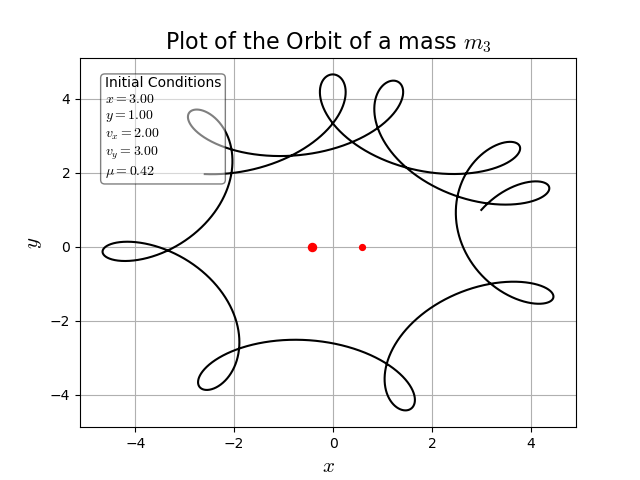 Plot of the Orbit of a mass m₃
Initial Conditions
x = 3.00
y = 1.00
vₓ = 2.00
v_y = 3.00
μ = 0.42
4
2
0
−2
−4
y
−4 −2 0 2 4
x